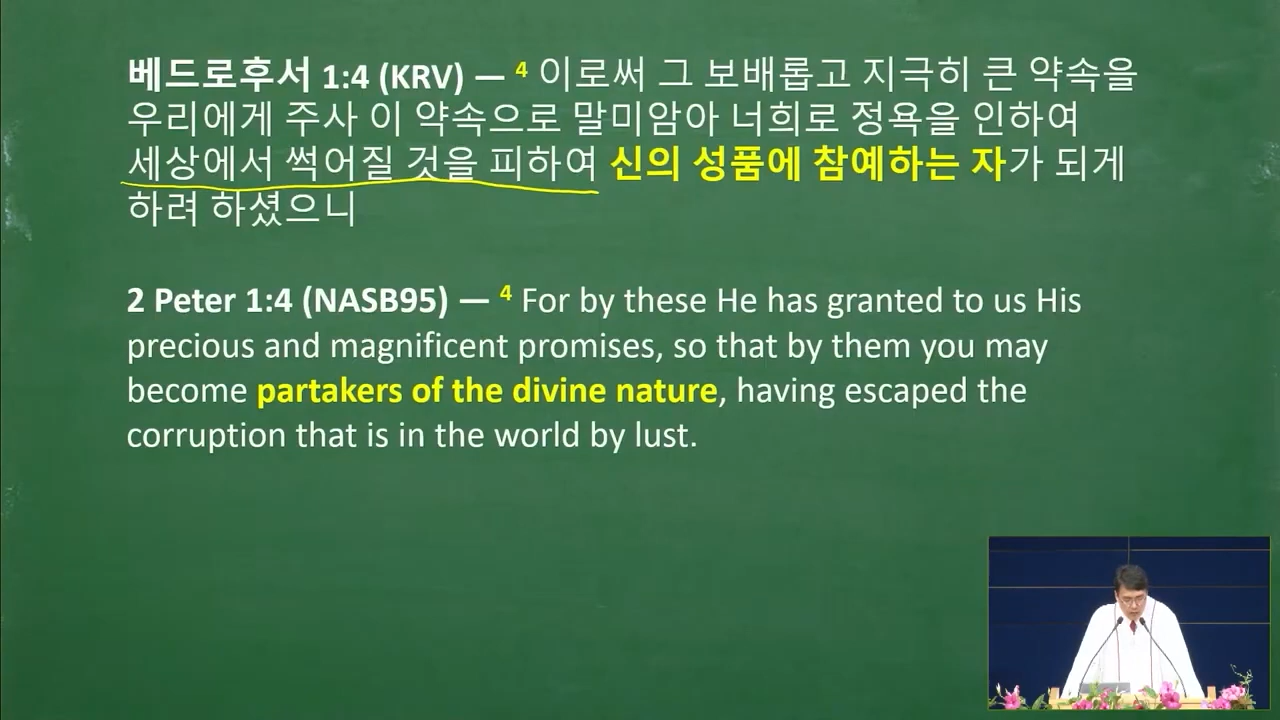 베드로후서 1:4 (KRV) — 4 이로써 그 보배롭고 지극히 큰 약속을
우리에게 주사 이 약속으로 말미암아 너희로 정욕을 인하여
세상에서 썩어질 것을 피하여 신의 성품에 참예하는 자가 되게
하려 하셨으니
2 Peter 1:4 (NASB95) — 4 For by these He has granted to us His
precious and magnificent promises, so that by them you may
become partakers of the divine nature, having escaped the
corruption that is in the world by lust.